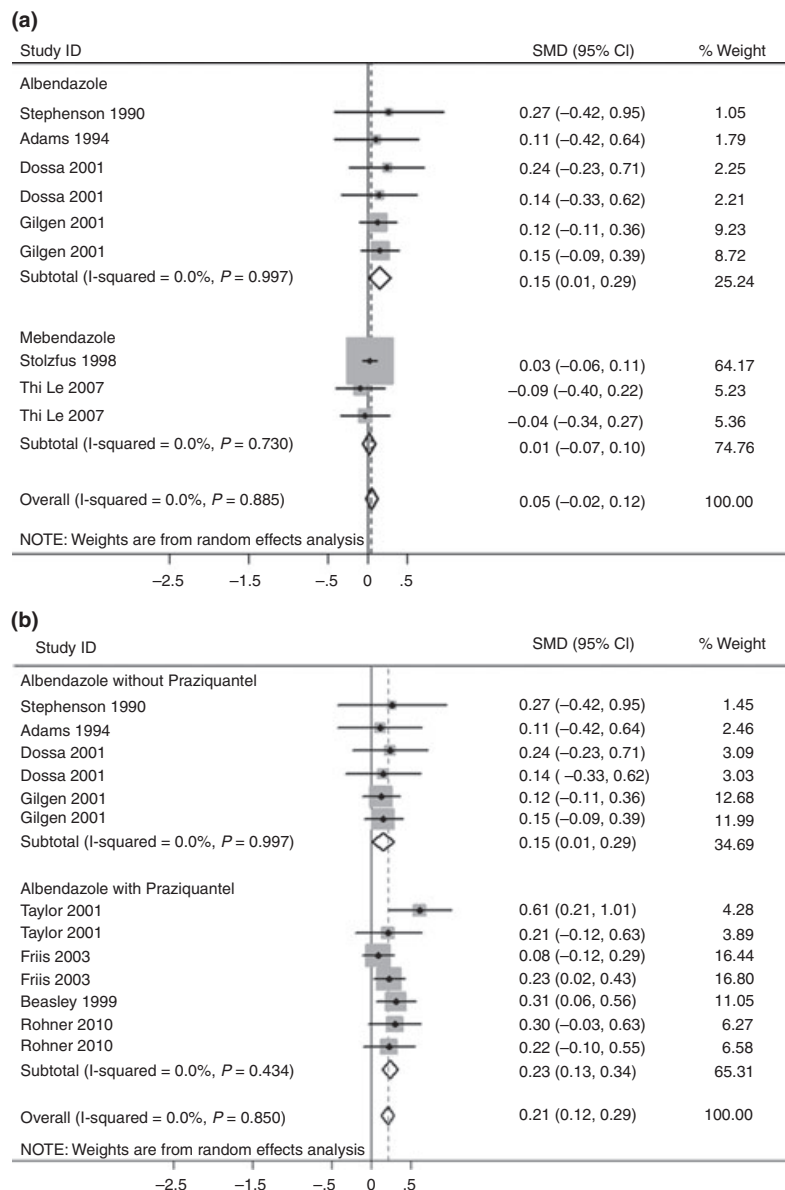 (a)
Study ID SMD (95% CI) % Weight
Albendazole
Stephenson 1990 0.27 (–0.42, 0.95) 1.05
Adams 1994 0.11 (–0.42, 0.64) 1.79
Dossa 2001 0.24 (–0.23, 0.71) 2.25
Dossa 2001 0.14 (–0.33, 0.62) 2.21
Gilgen 2001 0.12 (–0.11, 0.36) 9.23
Gilgen 2001 0.15 (–0.09, 0.39) 8.72
Subtotal (I-squared = 0.0%, P = 0.997) 0.15 (0.01, 0.29) 25.24
Mebendazole
Stolzfus 1998 0.03 (–0.06, 0.11) 64.17
Thi Le 2007 –0.09 (–0.40, 0.22) 5.23
Thi Le 2007 –0.04 (–0.34, 0.27) 5.36
Subtotal (I-squared = 0.0%, P = 0.730) 0.01 (–0.07, 0.10) 74.76
Overall (I-squared = 0.0%, P = 0.885) 0.05 (–0.02, 0.12) 100.00
NOTE: Weights are from random effects analysis
–2.5 –1.5 –.5 0 .5
(b)
Study ID SMD (95% CI) % Weight
Albendazole without Praziquantel
Stephenson 1990 0.27 (–0.42, 0.95) 1.45
Adams 1994 0.11 (–0.42, 0.64) 2.46
Dossa 2001 0.24 (–0.23, 0.71) 3.09
Dossa 2001 0.14 ( –0.33, 0.62) 3.03
Gilgen 2001 0.12 (–0.11, 0.36) 12.68
Gilgen 2001 0.15 (–0.09, 0.39) 11.99
Subtotal (I-squared = 0.0%, P = 0.997) 0.15 (0.01, 0.29) 34.69
Albendazole with Praziquantel
Taylor 2001 0.61 (0.21, 1.01) 4.28
Taylor 2001 0.21 (–0.12, 0.63) 3.89
Friis 2003 0.08 (–0.12, 0.29) 16.44
Friis 2003 0.23 (0.02, 0.43) 16.80
Beasley 1999 0.31 (0.06, 0.56) 11.05
Rohner 2010 0.30 (–0.03, 0.63) 6.27
Rohner 2010 0.22 (–0.10, 0.55) 6.58
Subtotal (I-squared = 0.0%, P = 0.434) 0.23 (0.13, 0.34) 65.31
Overall (I-squared = 0.0%, P = 0.850) 0.21 (0.12, 0.29) 100.00
NOTE: Weights are from random effects analysis
–2.5 –1.5 –.5 0 .5